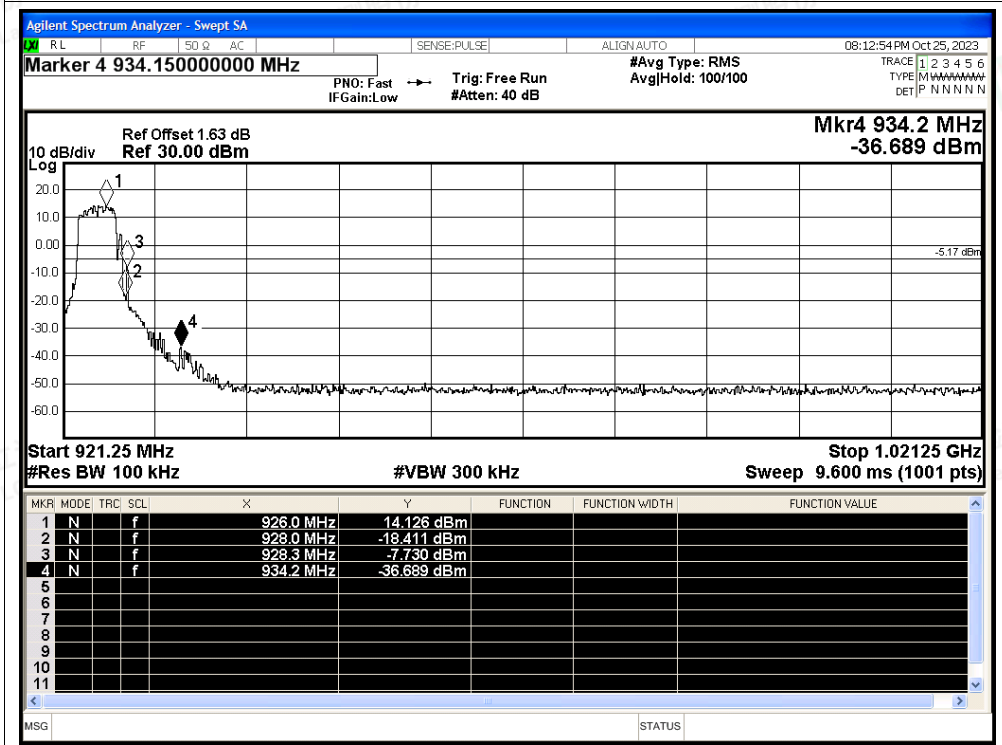 Agilent Spectrum Analyzer - Swept SA
LXI RL RF 50 Ω AC SENSE:PULSE ALIGN AUTO 08:12:54 PM Oct 25, 2023
Marker 4 934.150000000 MHz
PNO: Fast
IFGain:Low
Trig: Free Run
#Atten: 40 dB
#Avg Type: RMS
Avg|Hold: 100/100
TRACE 1 2 3 4 5 6
TYPE M WWWWW
DET P N N N N N
Mkr4 934.2 MHz
-36.689 dBm
Ref Offset 1.63 dB
10 dB/div Ref 30.00 dBm
Log
20.0
10.0
0.00
-10.0
-20.0
-30.0
-40.0
-50.0
-60.0
1
3
2
4
-5.17 dBm
Start 921.25 MHz Stop 1.02125 GHz
#Res BW 100 kHz #VBW 300 kHz Sweep 9.600 ms (1001 pts)
MKR MODE TRC SCL X Y FUNCTION FUNCTION WIDTH FUNCTION VALUE
1 N f 926.0 MHz 14.126 dBm
2 N f 928.0 MHz -18.411 dBm
3 N f 928.3 MHz -7.730 dBm
4 N f 934.2 MHz -36.689 dBm
5
6
7
8
9
10
11
MSG STATUS